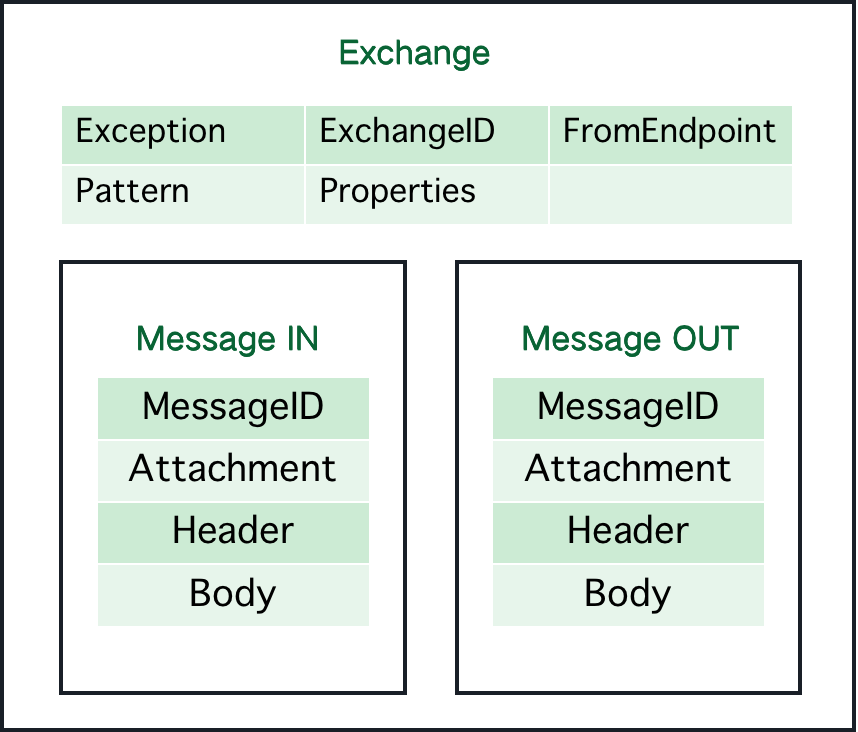 Exchange
Exception ExchangeID FromEndpoint
Pattern Properties
Message IN
MessageID
Attachment
Header
Body
Message OUT
MessageID
Attachment
Header
Body